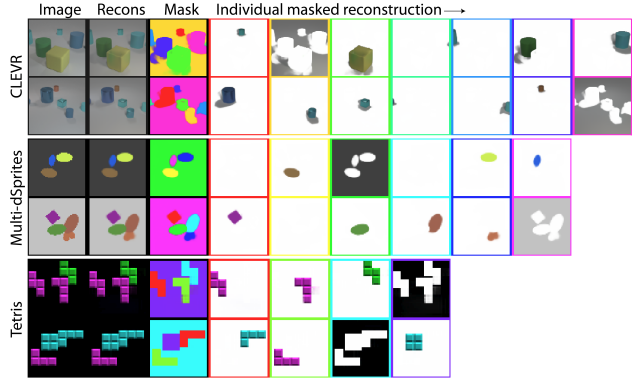 Image Recons Mask Individual masked reconstruction
CLEVR
Multi-dSprites
Tetris